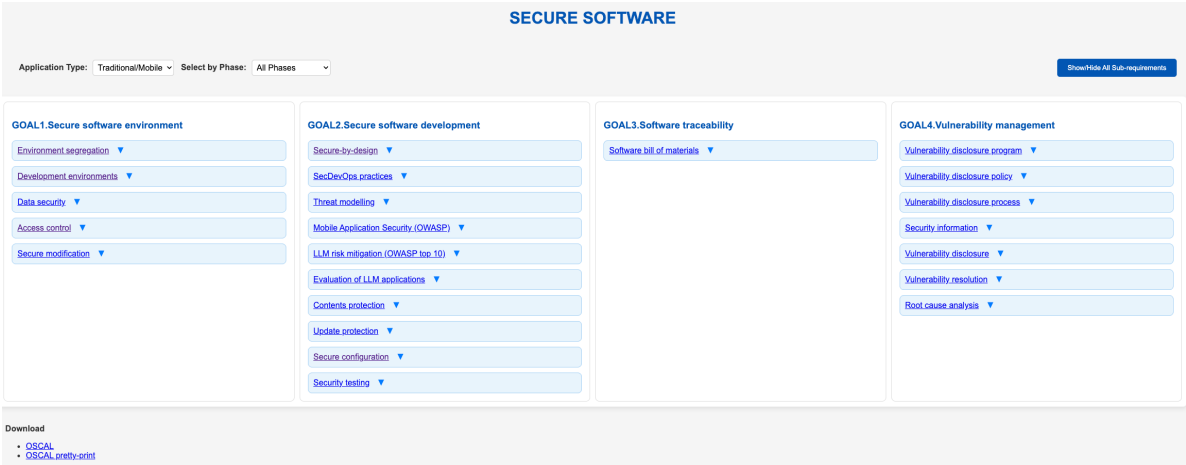 SECURE SOFTWARE
Application Type: Traditional/Mobile Select by Phase: All Phases Show/Hide All Sub-requirements
GOAL1.Secure software environment
Environment segregation ▼
Development environments ▼
Data security ▼
Access control ▼
Secure modification ▼
GOAL2.Secure software development
Secure-by-design ▼
SecDevOps practices ▼
Threat modelling ▼
Mobile Application Security (OWASP) ▼
LLM risk mitigation (OWASP top 10) ▼
Evaluation of LLM applications ▼
Contents protection ▼
Update protection ▼
Secure configuration ▼
Security testing ▼
GOAL3.Software traceability
Software bill of materials ▼
GOAL4.Vulnerability management
Vulnerability disclosure program ▼
Vulnerability disclosure policy ▼
Vulnerability disclosure process ▼
Security information ▼
Vulnerability disclosure ▼
Vulnerability resolution ▼
Root cause analysis ▼
Download
• OSCAL
• OSCAL pretty-print